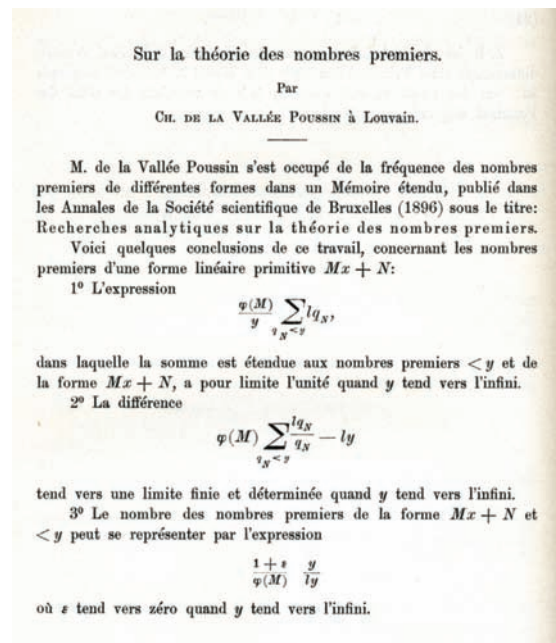 Sur la théorie des nombres premiers.
Par
CH. DE LA VALLÉE POUSSIN à Louvain.
M. de la Vallée Poussin s'est occupé de la fréquence des nombres
premiers de différentes formes dans un Mémoire étendu, publié dans
les Annales de la Société scientifique de Bruxelles (1896) sous le titre:
Recherches analytiques sur la théorie des nombres premiers.
Voici quelques conclusions de ce travail, concernant les nombres
premiers d'une forme linéaire primitive Mx + N:
1º L'expression
φ(M)/y ∑_{q_N < y} lq_N,
dans laquelle la somme est étendue aux nombres premiers < y et de
la forme Mx + N, a pour limite l'unité quand y tend vers l'infini.
2º La différence
φ(M) ∑_{q_N < y} lq_N/q_N — ly
tend vers une limite finie et déterminée quand y tend vers l'infini.
3º Le nombre des nombres premiers de la forme Mx + N et
< y peut se représenter par l'expression
1 + ε/φ(M) y/ly
où ε tend vers zéro quand y tend vers l'infini.